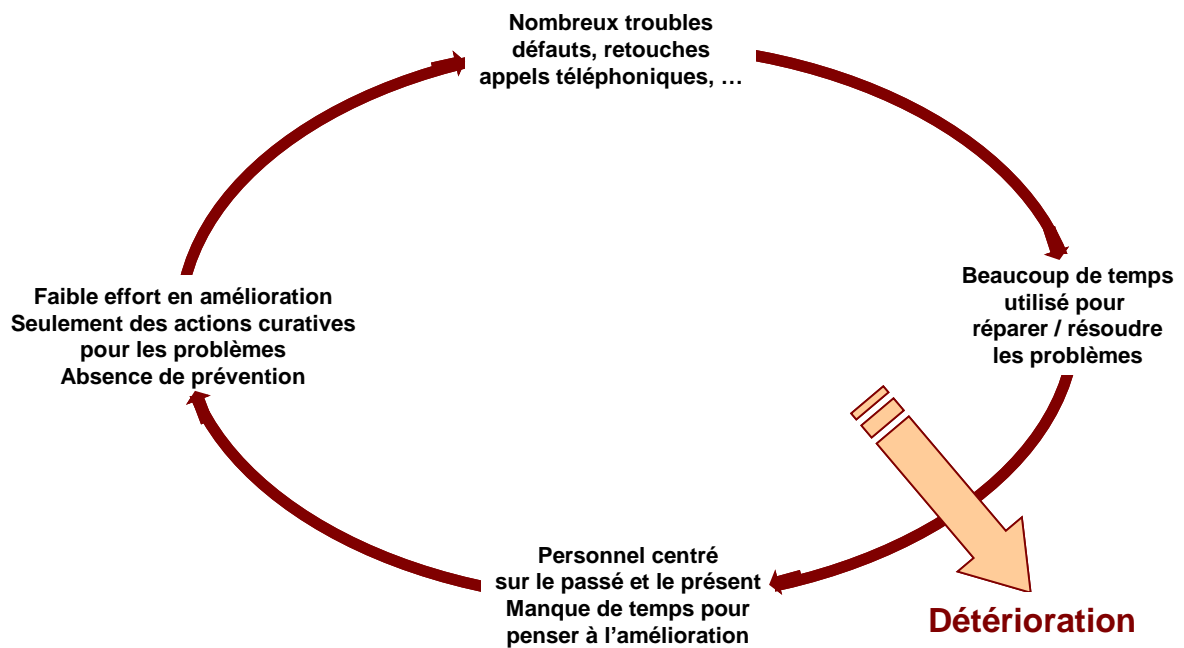 Nombreux troubles
défauts, retouches
appels téléphoniques, …
Beaucoup de temps
utilisé pour
réparer / résoudre
les problèmes
Personnel centré
sur le passé et le présent
Manque de temps pour
penser à l’amélioration
Faible effort en amélioration
Seulement des actions curatives
pour les problèmes
Absence de prévention
Détérioration